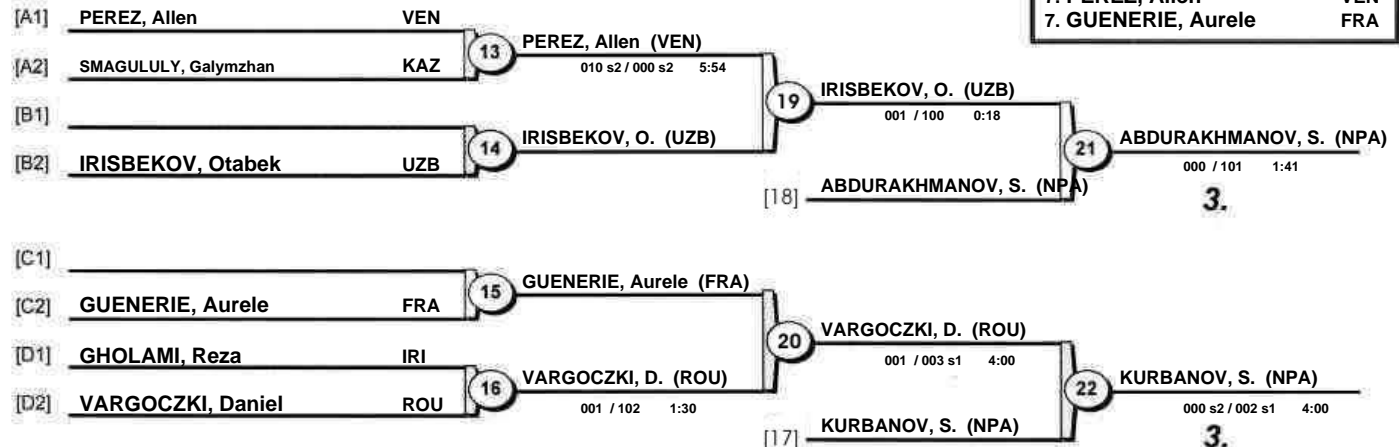 7. PEREZ, Allen VEN
7. GUENERIE, Aurele FRA
[A1] PEREZ, Allen VEN
[A2] SMAGULULY, Galymzhan KAZ
13
PEREZ, Allen (VEN)
010 s2 / 000 s2 5:54
[B1]
[B2] IRISBEKOV, Otabek UZB
14
IRISBEKOV, O. (UZB)
19
IRISBEKOV, O. (UZB)
001 / 100 0:18
[18] ABDURAKHMANOV, S. (NPA)
21
ABDURAKHMANOV, S. (NPA)
000 / 101 1:41
3.
[C1]
[C2] GUENERIE, Aurele FRA
15
GUENERIE, Aurele (FRA)
[D1] GHOLAMI, Reza IRI
[D2] VARGOCZKI, Daniel ROU
16
VARGOCZKI, D. (ROU)
001 / 102 1:30
20
VARGOCZKI, D. (ROU)
001 / 003 s1 4:00
[17] KURBANOV, S. (NPA)
22
KURBANOV, S. (NPA)
000 s2 / 002 s1 4:00
3.